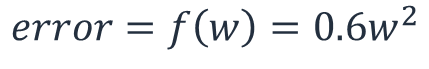 error = f(w) = 0.6w²